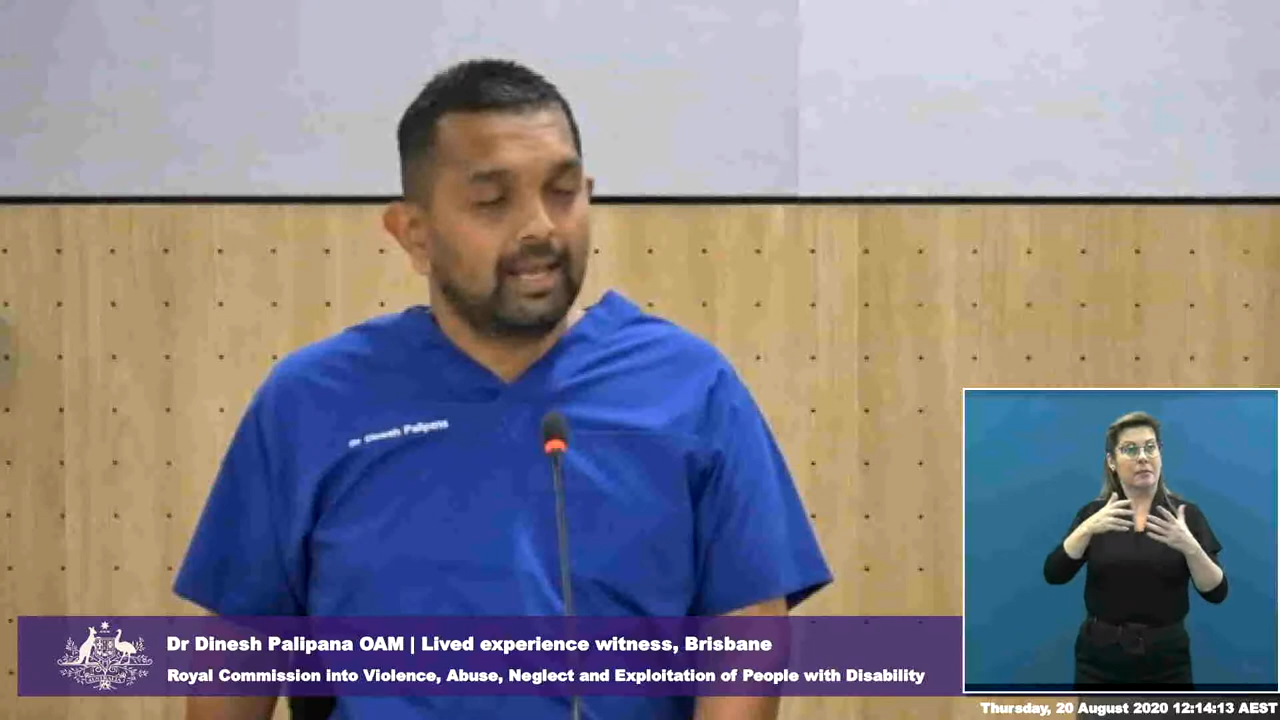 Dr Dinesh Palipana
Dr Dinesh Palipana OAM | Lived experience witness, Brisbane
Royal Commission into Violence, Abuse, Neglect and Exploitation of People with Disability
Thursday, 20 August 2020 12:14:13 AEST